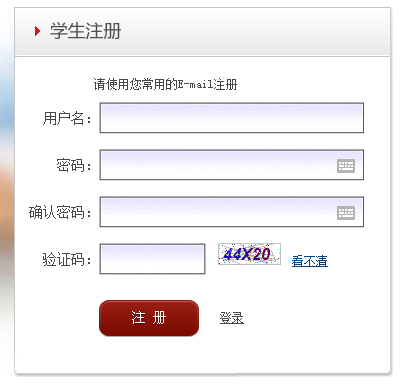 学生注册
请使用您常用的E-mail注册
用户名：
密码：
确认密码：
验证码： 44X20 看不清
注 册 登录